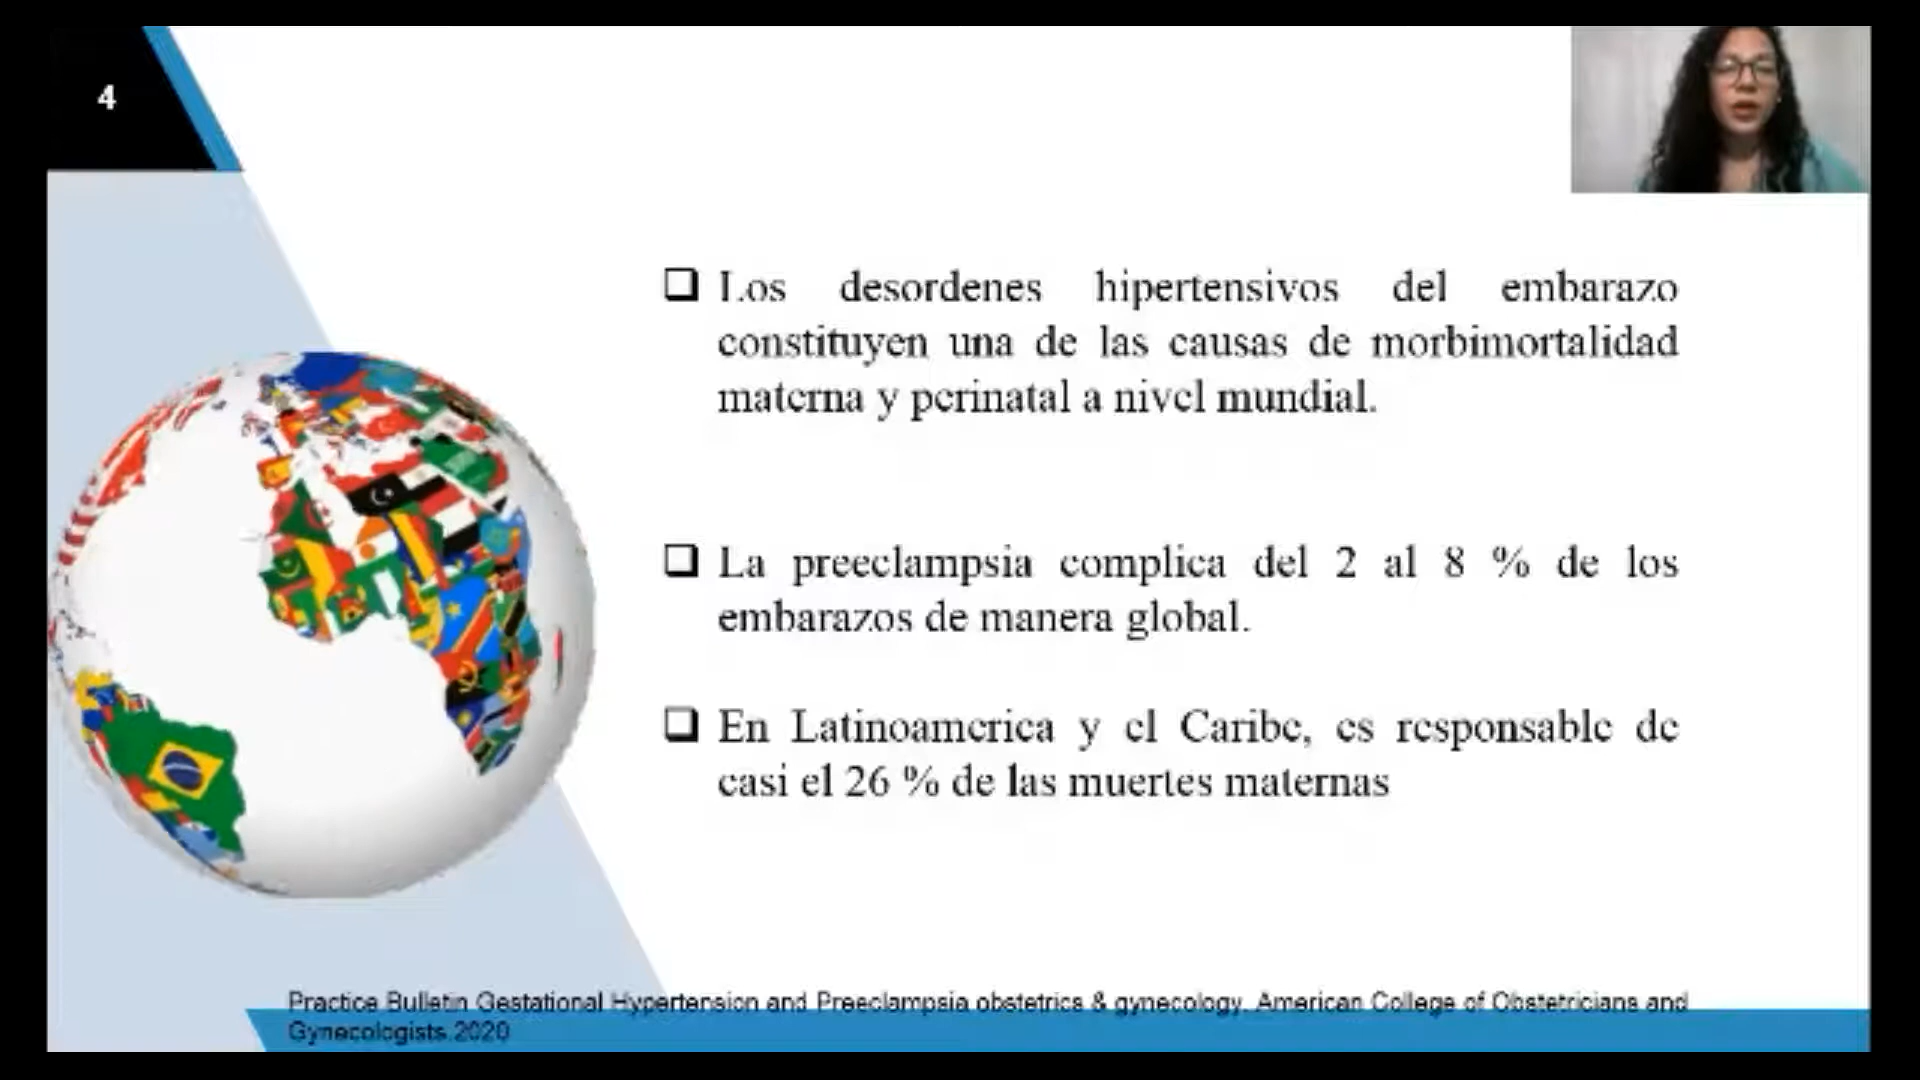 4
❑ Los desordenes hipertensivos del embarazo
constituyen una de las causas de morbimortalidad
materna y perinatal a nivel mundial.
❑ La preeclampsia complica del 2 al 8 % de los
embarazos de manera global.
❑ En Latinoamerica y el Caribe, es responsable de
casi el 26 % de las muertes maternas
Practice Bulletin Gestational Hypertension and Preeclampsia obstetrics & gynecology. American College of Obstetricians and
Gynecologists.2020